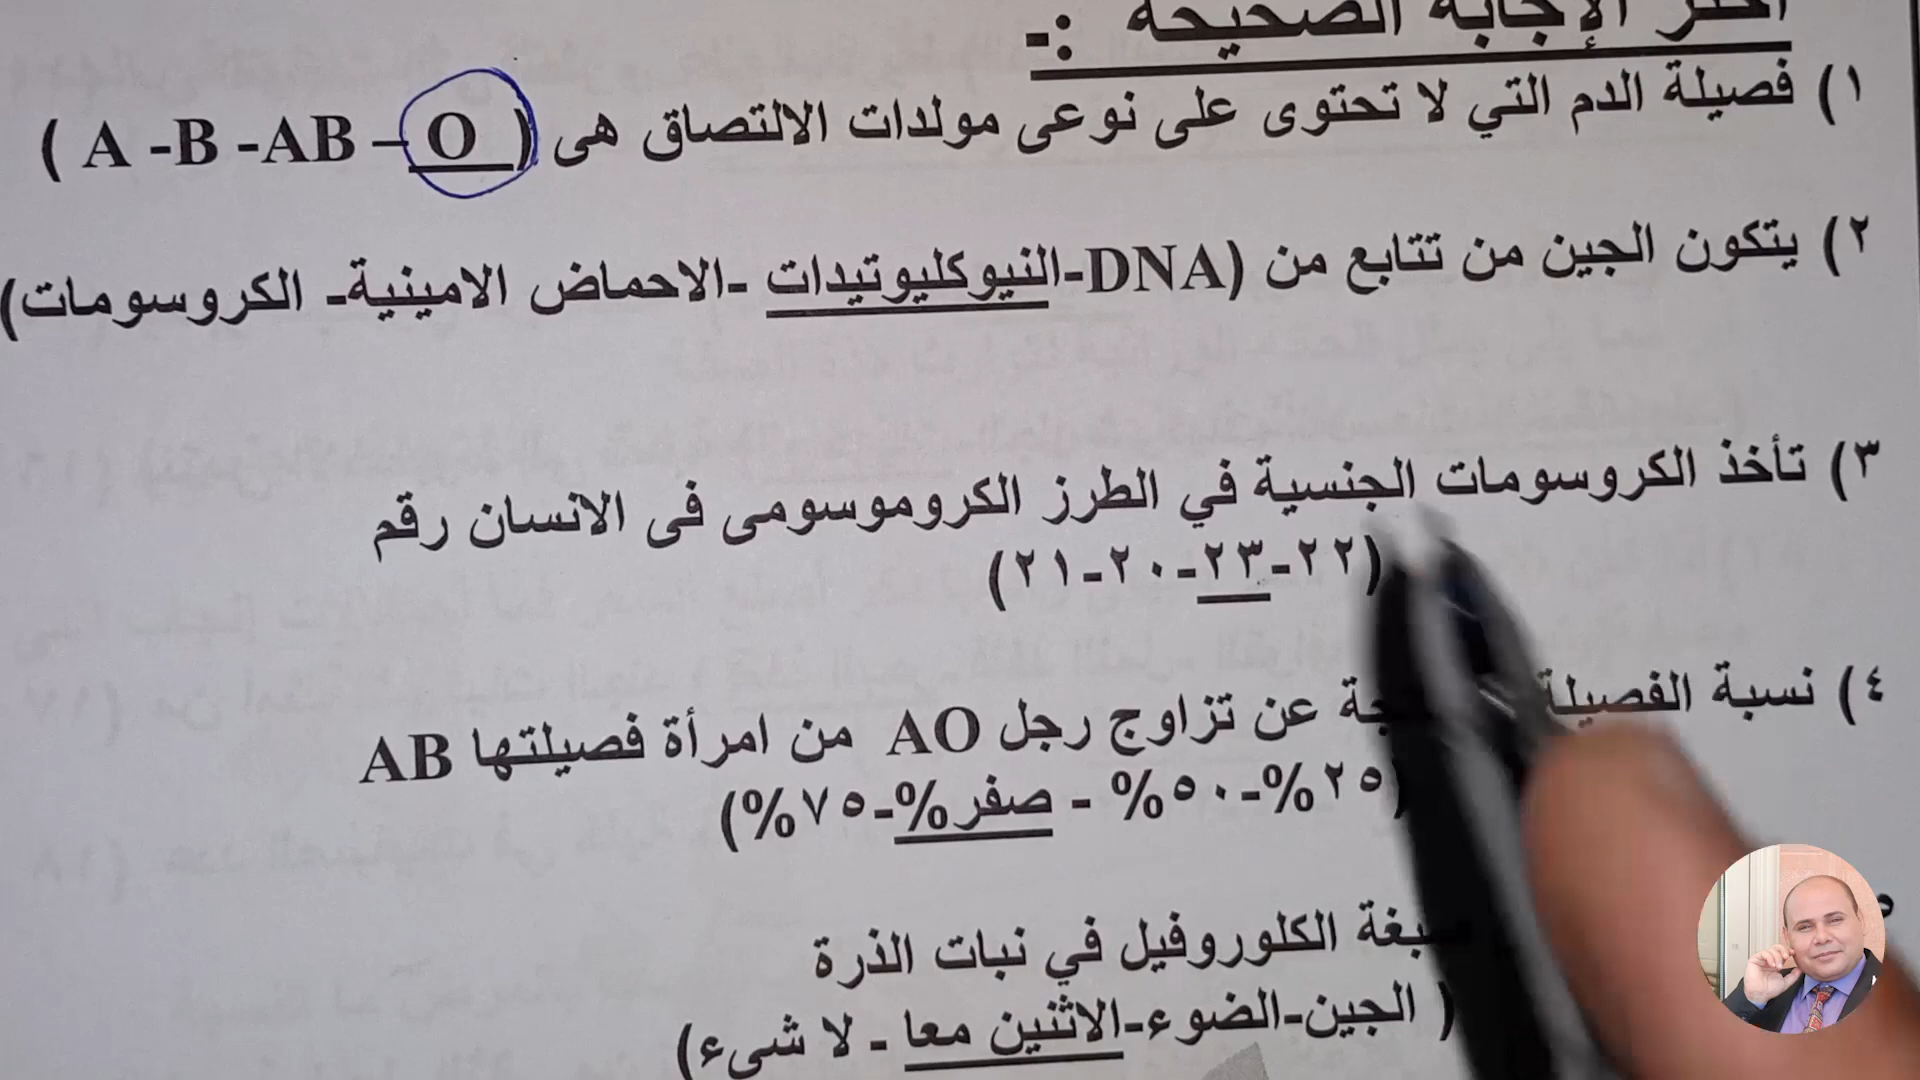 اختر الإجابة الصحيحة :-
١) فصيلة الدم التي لا تحتوى على نوعى مولدات الالتصاق هى (A -B -AB – O)
٢) يتكون الجين من تتابع من (DNA-النيوكليوتيدات -الاحماض الامينية- الكروسومات)
٣) تأخذ الكروسومات الجنسية في الطرز الكروموسومى فى الانسان رقم
(٢٢-٢٣-٢٠-٢١)
٤) نسبة الفصيلة عن تزاوج رجل AO من امرأة فصيلتها AB
(٢٥%-٥٠% - صفر%-٧٥%)
الكلوروفيل في نبات الذرة
( الجين-الضوء-الاثنين معا - لا شىء)